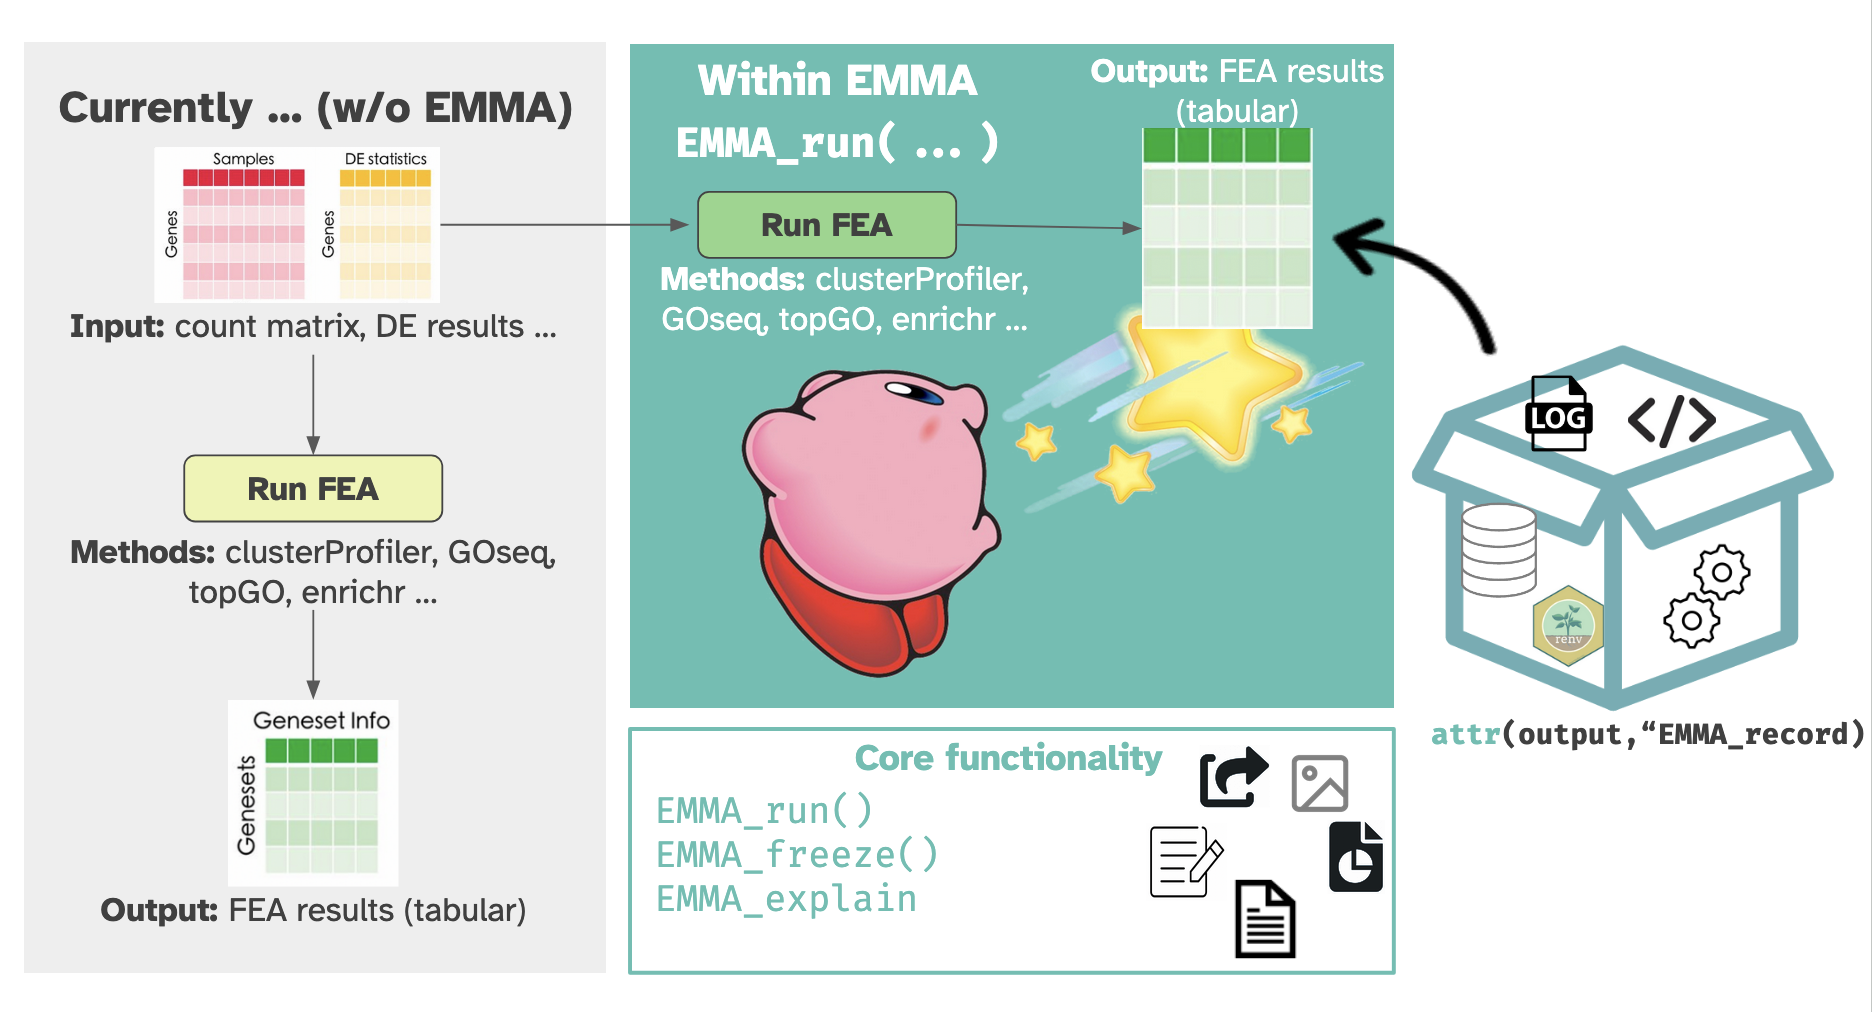 Currently ... (w/o EMMA)
Samples
DE statistics
Genes
Genes
Input: count matrix, DE results ...
Run FEA
Methods: clusterProfiler, GOseq,
topGO, enrichr ...
Geneset Info
Genesets
Output: FEA results (tabular)
Within EMMA
EMMA_run( ... )
Run FEA
Methods: clusterProfiler,
GOseq, topGO, enrichr ...
Output: FEA results
(tabular)
LOG
</>
renv
attr(output,“EMMA_record)
Core functionality
EMMA_run()
EMMA_freeze()
EMMA_explain